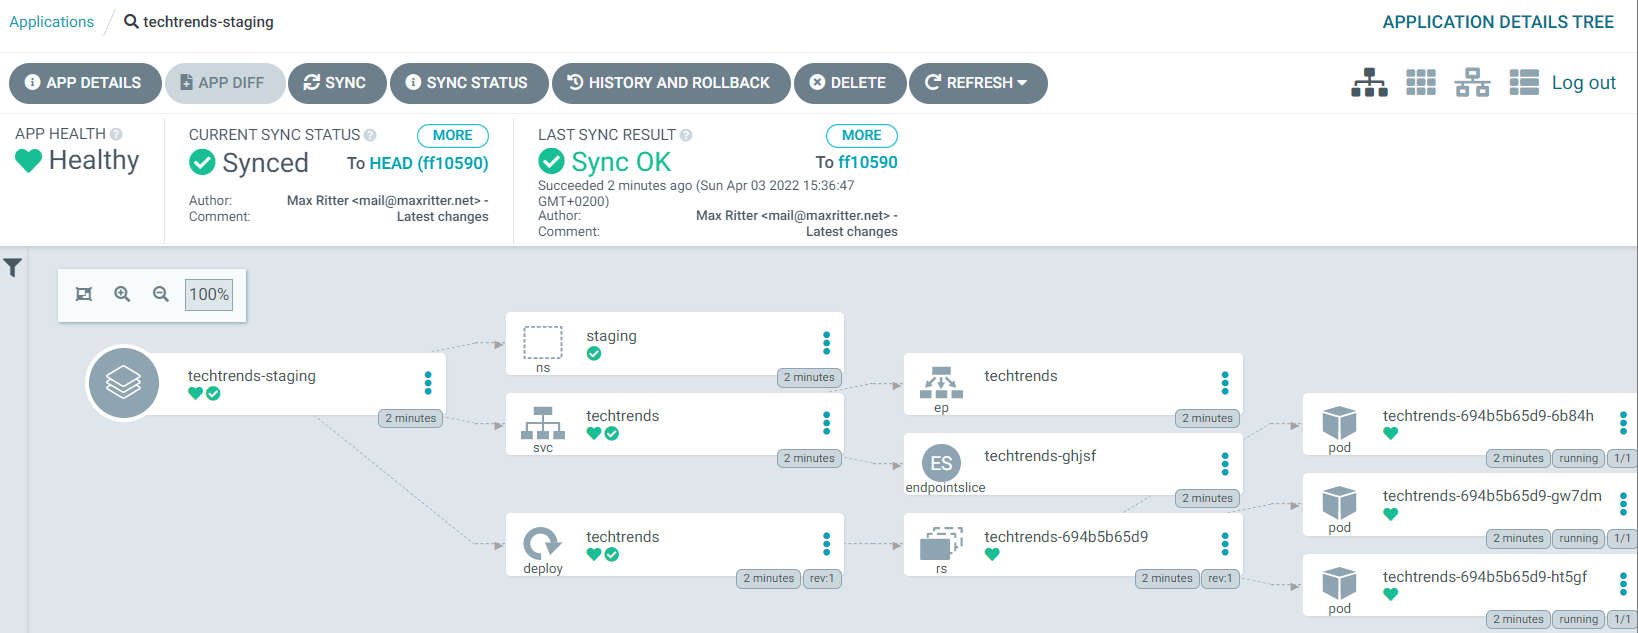 Applications / techtrends-staging
APPLICATION DETAILS TREE
APP DETAILS
APP DIFF
SYNC
SYNC STATUS
HISTORY AND ROLLBACK
DELETE
REFRESH
Log out
APP HEALTH
Healthy
CURRENT SYNC STATUS
MORE
Synced
To HEAD (ff10590)
Author: Max Ritter <mail@maxritter.net> -
Comment: Latest changes
LAST SYNC RESULT
MORE
Sync OK
To ff10590
Succeeded 2 minutes ago (Sun Apr 03 2022 15:36:47
GMT+0200)
Author: Max Ritter <mail@maxritter.net> -
Comment: Latest changes
100%
techtrends-staging
2 minutes
staging
ns
2 minutes
techtrends
svc
2 minutes
techtrends
deploy
2 minutes rev:1
techtrends
ep
2 minutes
ES
techtrends-ghjsf
endpointslice
2 minutes
techtrends-694b5b65d9
rs
2 minutes rev:1
techtrends-694b5b65d9-6b84h
pod
2 minutes running 1/1
techtrends-694b5b65d9-gw7dm
pod
2 minutes running 1/1
techtrends-694b5b65d9-ht5gf
pod
2 minutes running 1/1